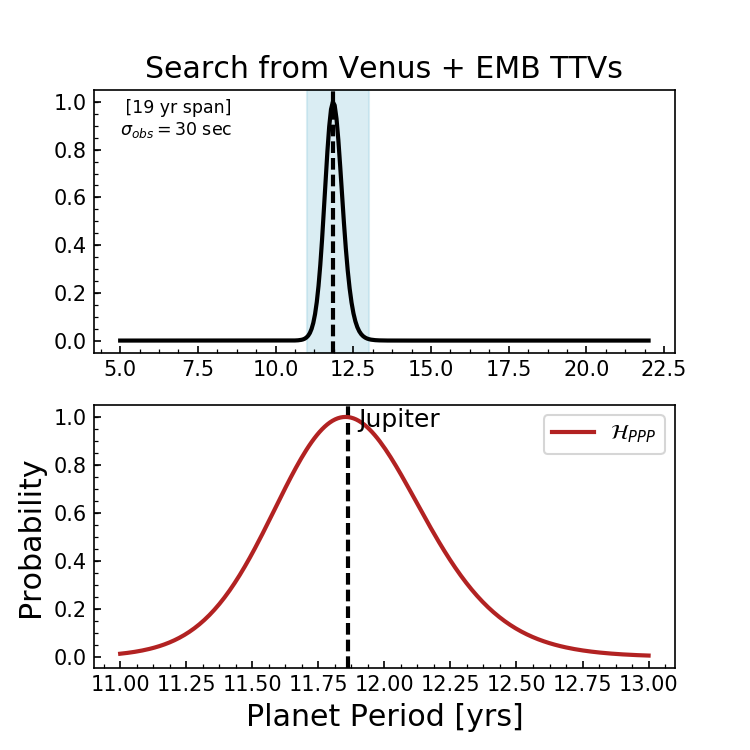 Search from Venus + EMB TTVs
[19 yr span]
σ_obs = 30 sec
1.0
0.8
0.6
0.4
0.2
0.0
5.0 7.5 10.0 12.5 15.0 17.5 20.0 22.5
Jupiter
ℋ_PPP
Probability
1.0
0.8
0.6
0.4
0.2
0.0
11.00 11.25 11.50 11.75 12.00 12.25 12.50 12.75 13.00
Planet Period [yrs]